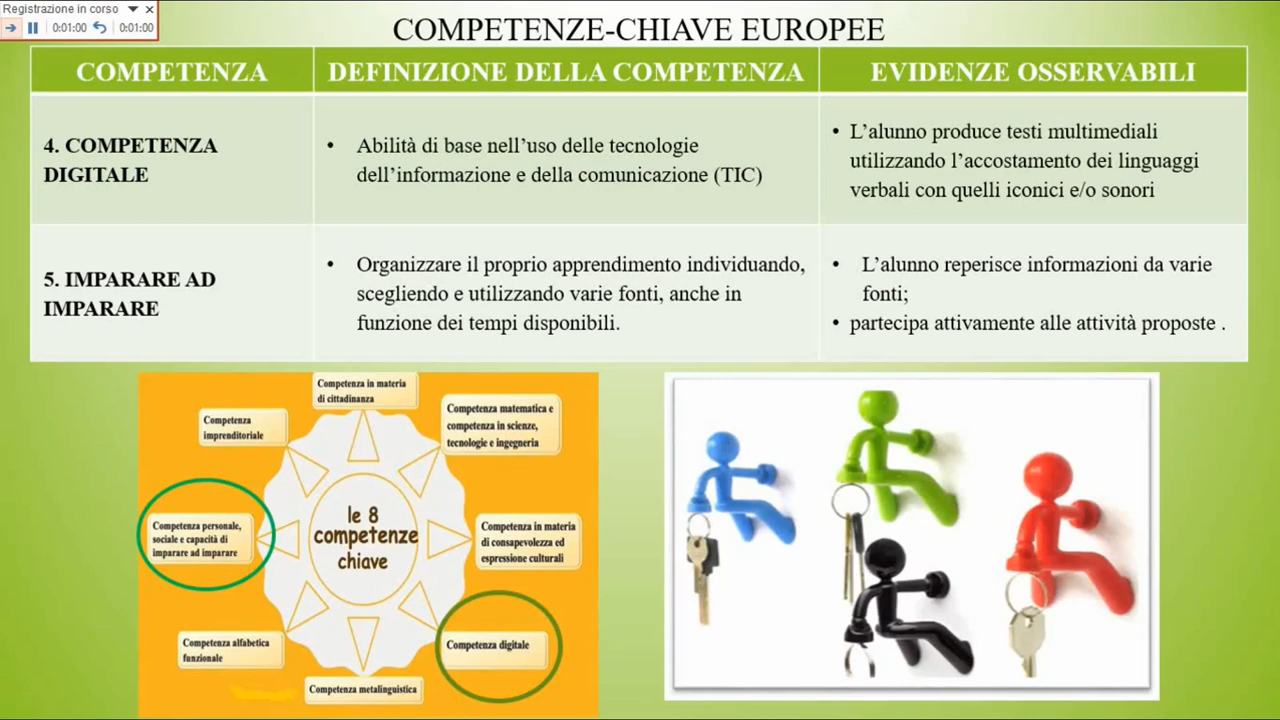 Registrazione in corso
0:01:00 0:01:00
COMPETENZE-CHIAVE EUROPEE
COMPETENZA
DEFINIZIONE DELLA COMPETENZA
EVIDENZE OSSERVABILI
4. COMPETENZA
DIGITALE
• Abilità di base nell’uso delle tecnologie
dell’informazione e della comunicazione (TIC)
• L’alunno produce testi multimediali
utilizzando l’accostamento dei linguaggi
verbali con quelli iconici e/o sonori
5. IMPARARE AD
IMPARARE
• Organizzare il proprio apprendimento individuando,
scegliendo e utilizzando varie fonti, anche in
funzione dei tempi disponibili.
• L’alunno reperisce informazioni da varie
fonti;
• partecipa attivamente alle attività proposte .
Competenza in materia
di cittadinanza
Competenza
imprenditoriale
Competenza matematica e
competenza in scienze,
tecnologie e ingegneria
Competenza personale,
sociale e capacità di
imparare ad imparare
le 8
competenze
chiave
Competenza in materia
di consapevolezza ed
espressione culturali
Competenza alfabetica
funzionale
Competenza digitale
Competenza metalinguistica